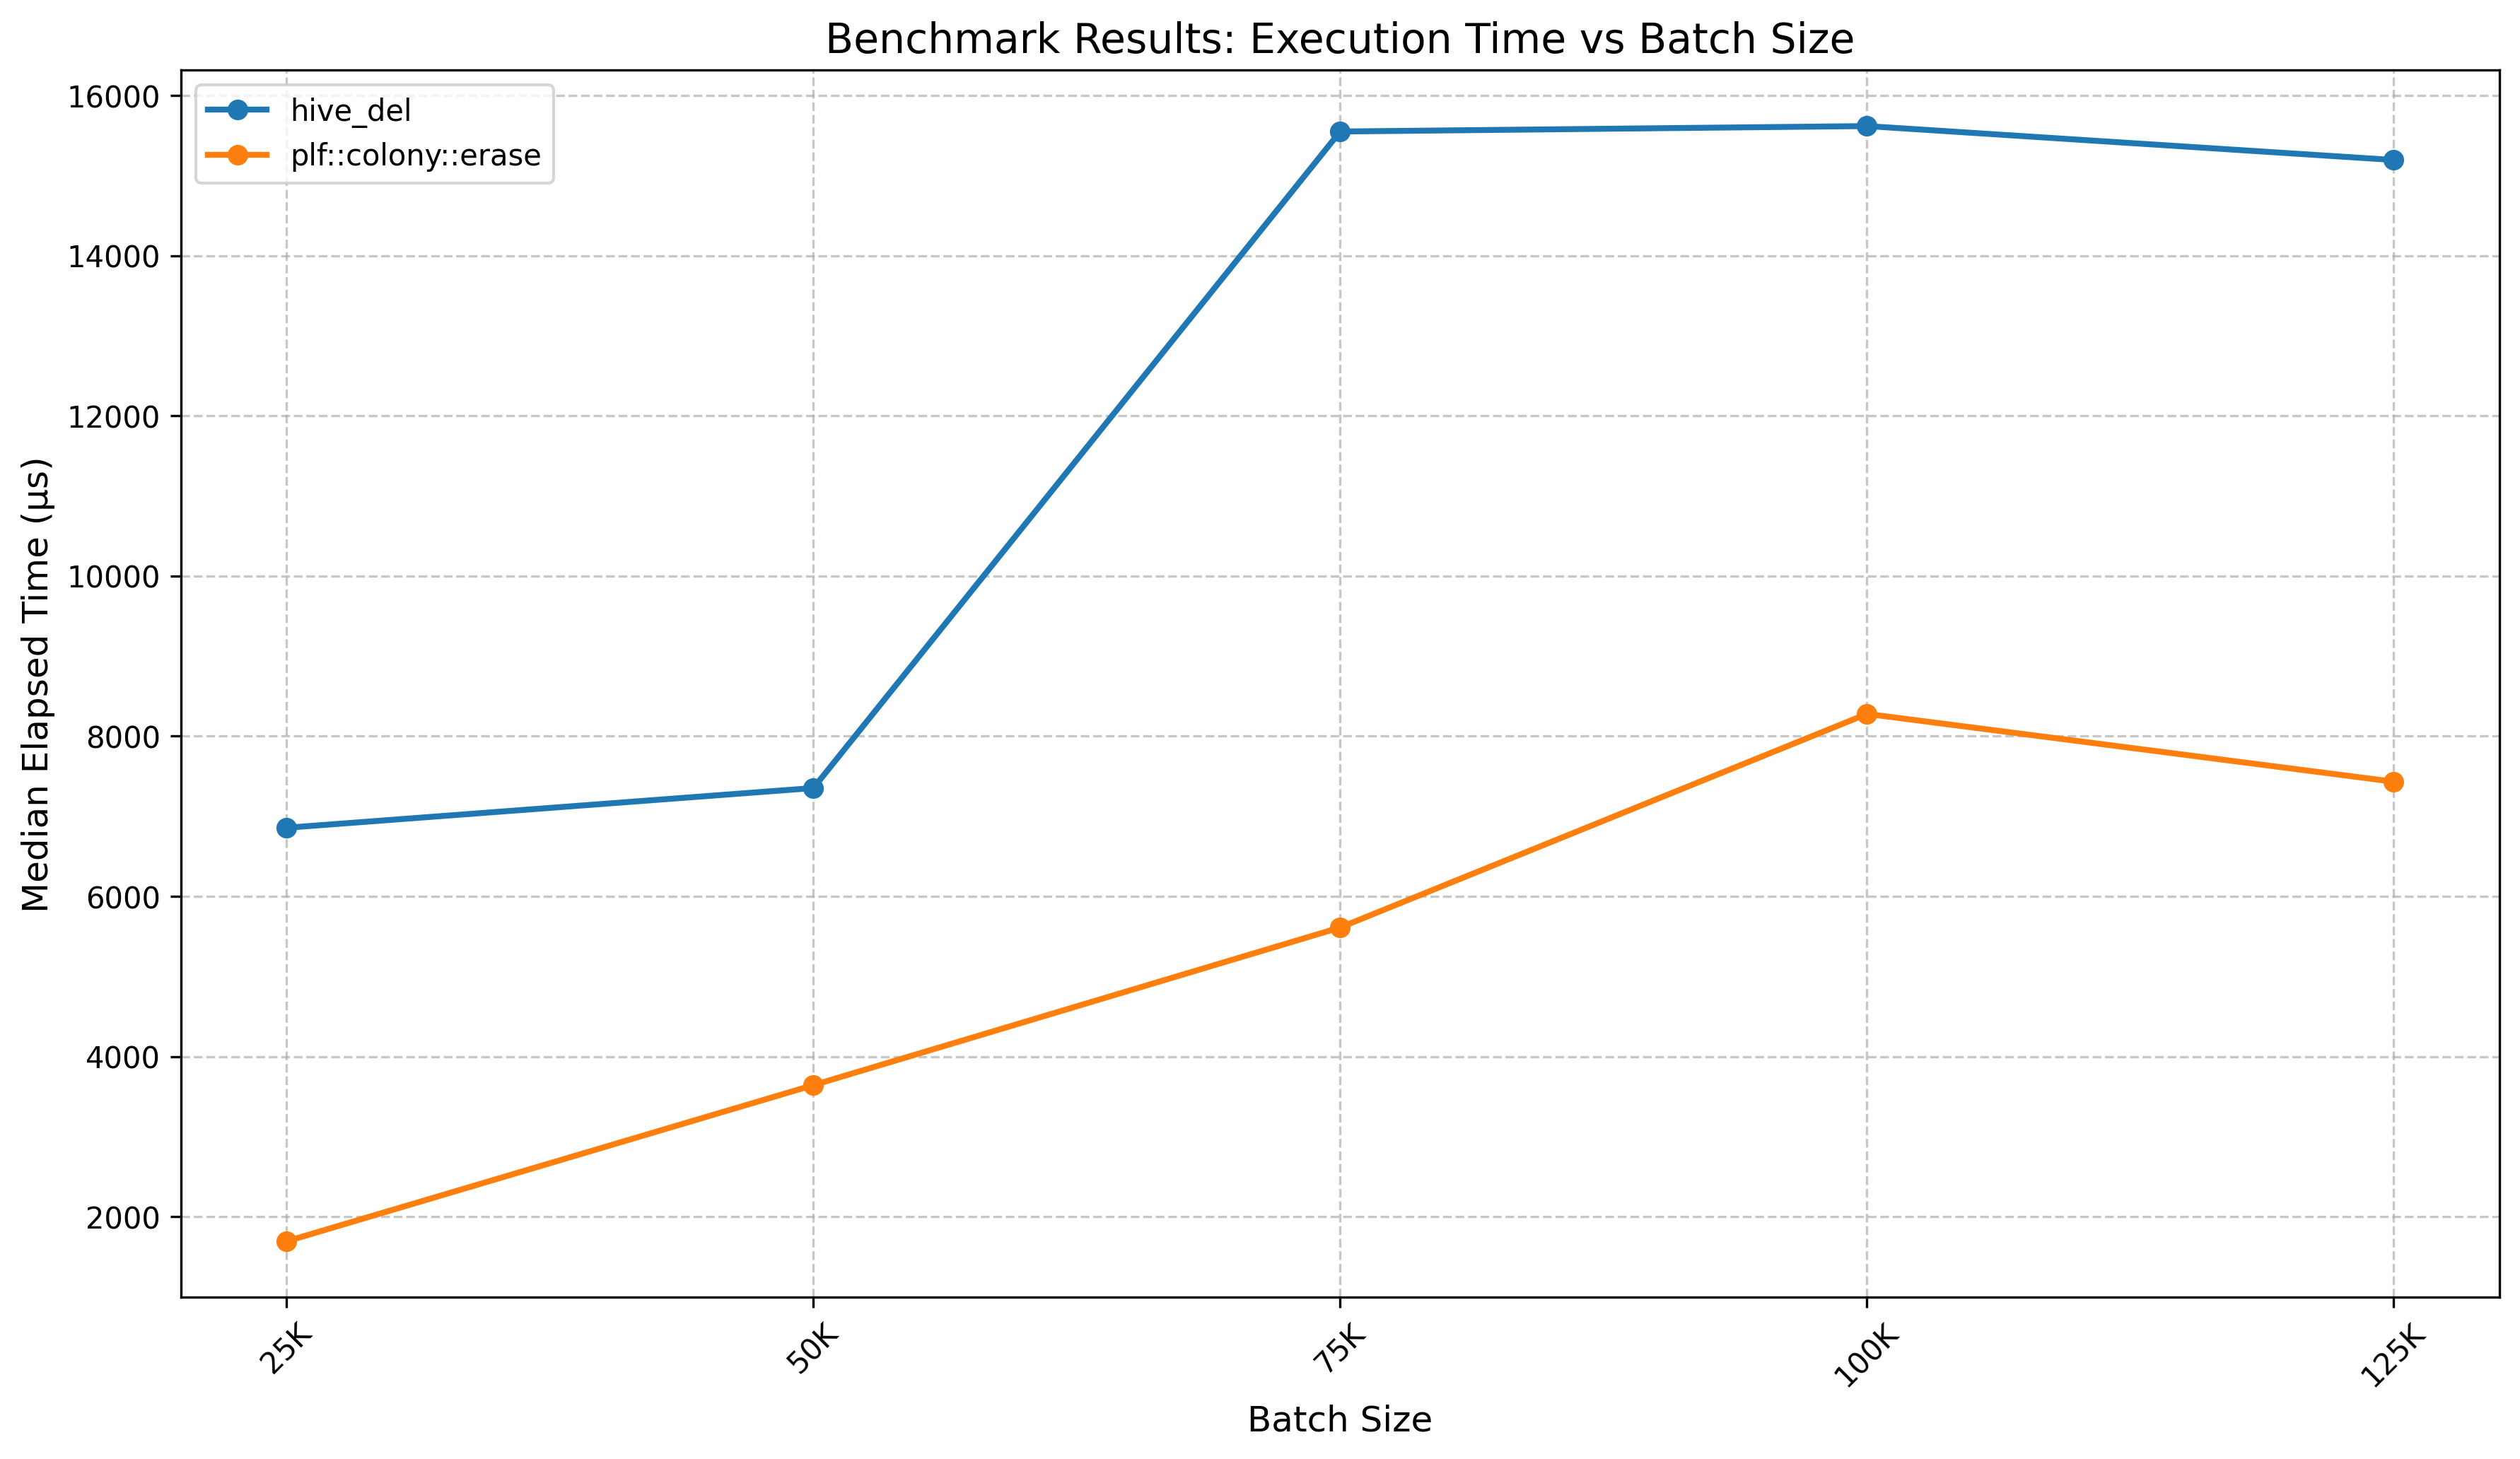 Benchmark Results: Execution Time vs Batch Size
hive_del
plf::colony::erase
Median Elapsed Time (µs)
16000
14000
12000
10000
8000
6000
4000
2000
25K
50K
75K
100K
125K
Batch Size